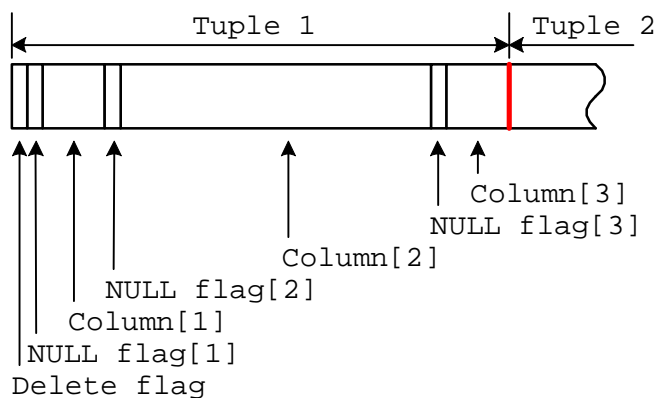 Tuple 1
Tuple 2
Column[3]
NULL flag[3]
Column[2]
NULL flag[2]
Column[1]
NULL flag[1]
Delete flag